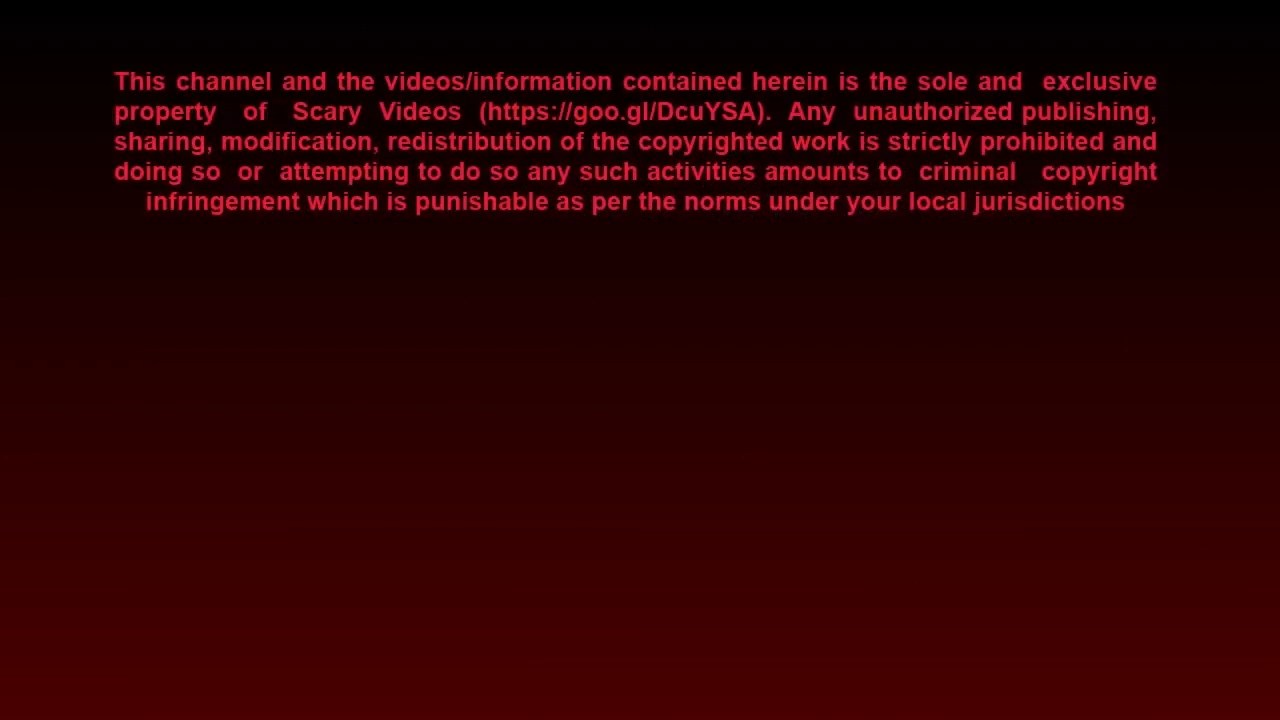 This channel and the videos/information contained herein is the sole and exclusive
property of Scary Videos (https://goo.gl/DcuYSA). Any unauthorized publishing,
sharing, modification, redistribution of the copyrighted work is strictly prohibited and
doing so or attempting to do so any such activities amounts to criminal copyright
infringement which is punishable as per the norms under your local jurisdictions